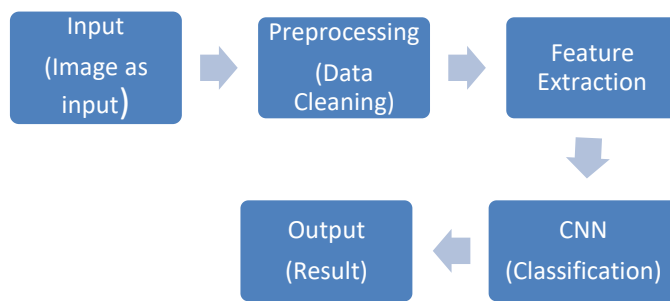 Input
(Image as
input)
Preprocessing
(Data
Cleaning)
Feature
Extraction
CNN
(Classification)
Output
(Result)